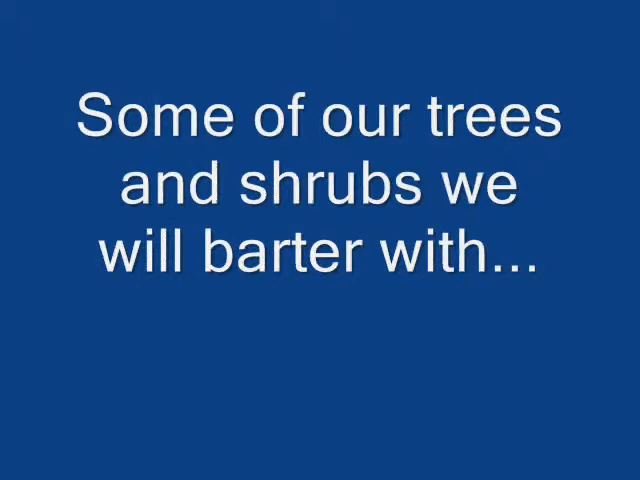 Some of our trees
and shrubs we
will barter with...